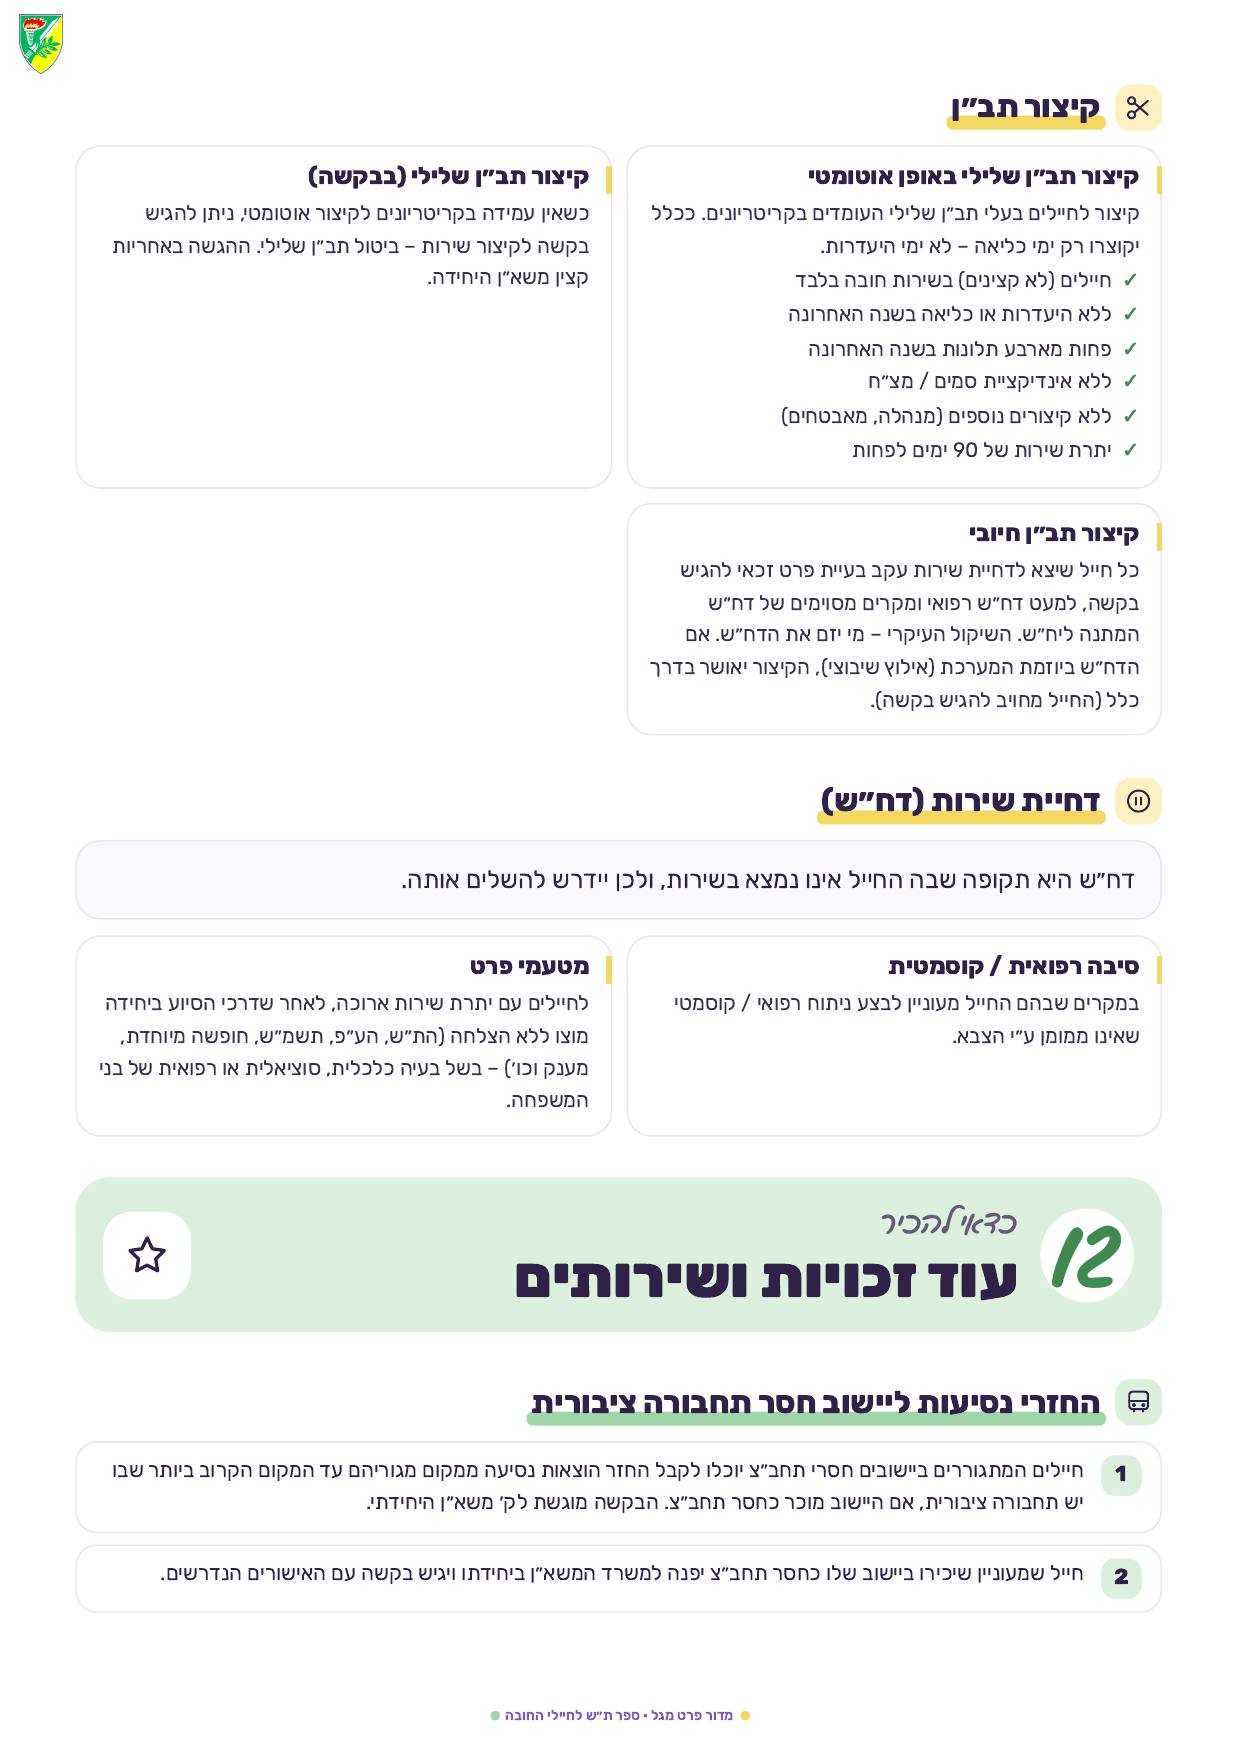 קיצור תב״ן
קיצור תב״ן שלילי באופן אוטומטי
קיצור לחיילים בעלי תב״ן שלילי העומדים בקריטריונים. ככלל
יקוצרו רק ימי כליאה – לא ימי היעדרות.
✓ חיילים (לא קצינים) בשירות חובה בלבד
✓ ללא היעדרות או כליאה בשנה האחרונה
✓ פחות מארבע תלונות בשנה האחרונה
✓ ללא אינדיקציית סמים / מצ״ח
✓ ללא קיצורים נוספים (מנהלה, מאבטחים)
✓ יתרת שירות של 90 ימים לפחות
קיצור תב״ן שלילי (בבקשה)
כשאין עמידה בקריטריונים לקיצור אוטומטי, ניתן להגיש
בקשה לקיצור שירות – ביטול תב״ן שלילי. ההגשה באחריות
קצין משא״ן היחידה.
קיצור תב״ן חיובי
כל חייל שיצא לדחיית שירות עקב בעיית פרט זכאי להגיש
בקשה, למעט דח״ש רפואי ומקרים מסוימים של דח״ש
המתנה ליח״ש. השיקול העיקרי – מי יזם את הדח״ש. אם
הדח״ש ביוזמת המערכת (אילוץ שיבוצי), הקיצור יאושר בדרך
כלל (החייל מחויב להגיש בקשה).
דחיית שירות (דח״ש)
דח״ש היא תקופה שבה החייל אינו נמצא בשירות, ולכן יידרש להשלים אותה.
סיבה רפואית / קוסמטית
במקרים שבהם החייל מעוניין לבצע ניתוח רפואי / קוסמטי
שאינו ממומן ע״י הצבא.
מטעמי פרט
לחיילים עם יתרת שירות ארוכה, לאחר שדרכי הסיוע ביחידה
מוצו ללא הצלחה (הת״ש, הע״פ, תשמ״ש, חופשה מיוחדת,
מענק וכו׳) – בשל בעיה כלכלית, סוציאלית או רפואית של בני
המשפחה.
12
כדאי להכיר
עוד זכויות ושירותים
החזרי נסיעות ליישוב חסר תחבורה ציבורית
1
חיילים המתגוררים ביישובים חסרי תחב״צ יוכלו לקבל החזר הוצאות נסיעה ממקום מגוריהם עד המקום הקרוב ביותר שבו
יש תחבורה ציבורית, אם היישוב מוכר כחסר תחב״צ. הבקשה מוגשת לק׳ משא״ן היחידתי.
2
חייל שמעוניין שיכירו ביישוב שלו כחסר תחב״צ יפנה למשרד המשא״ן ביחידתו ויגיש בקשה עם האישורים הנדרשים.
מדור פרט מגל • ספר ת״ש לחיילי החובה